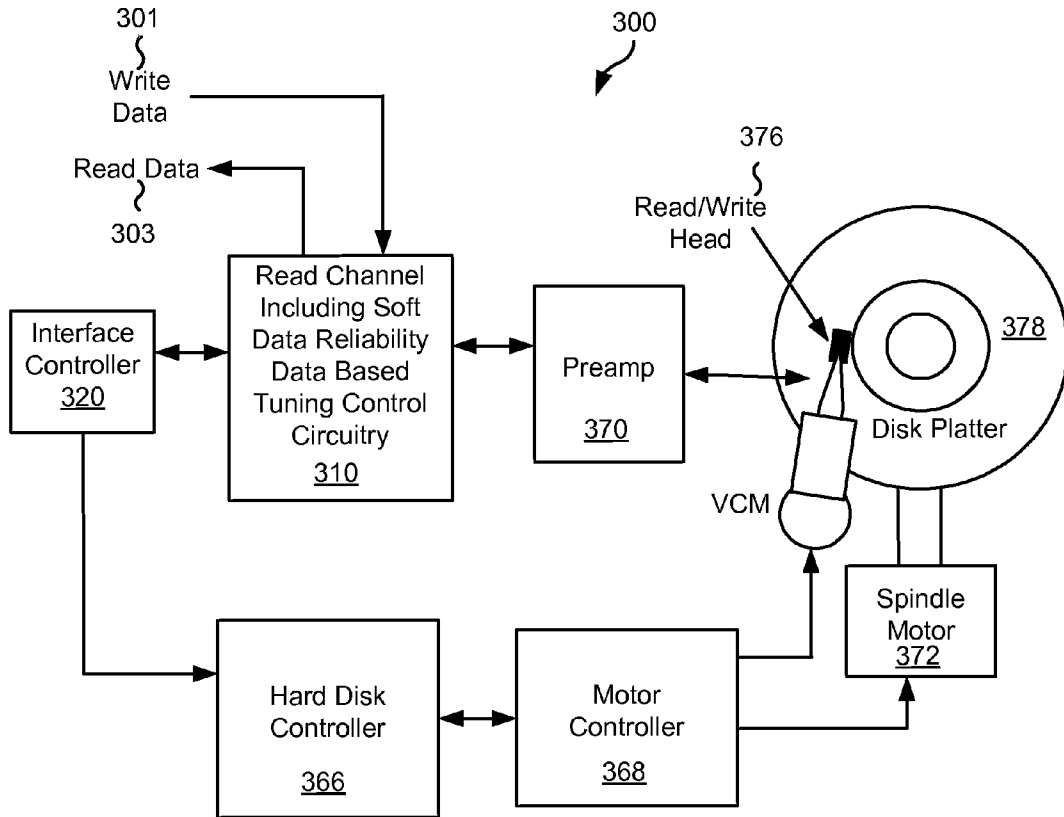 301
Write
Data
300
Read Data
303
376
Read/Write
Head
Read Channel
Including Soft
Data Reliability
Data Based
Tuning Control
Circuitry
310
Interface
Controller
320
Preamp
370
378
Disk Platter
VCM
Spindle
Motor
372
Hard Disk
Controller
366
Motor
Controller
368